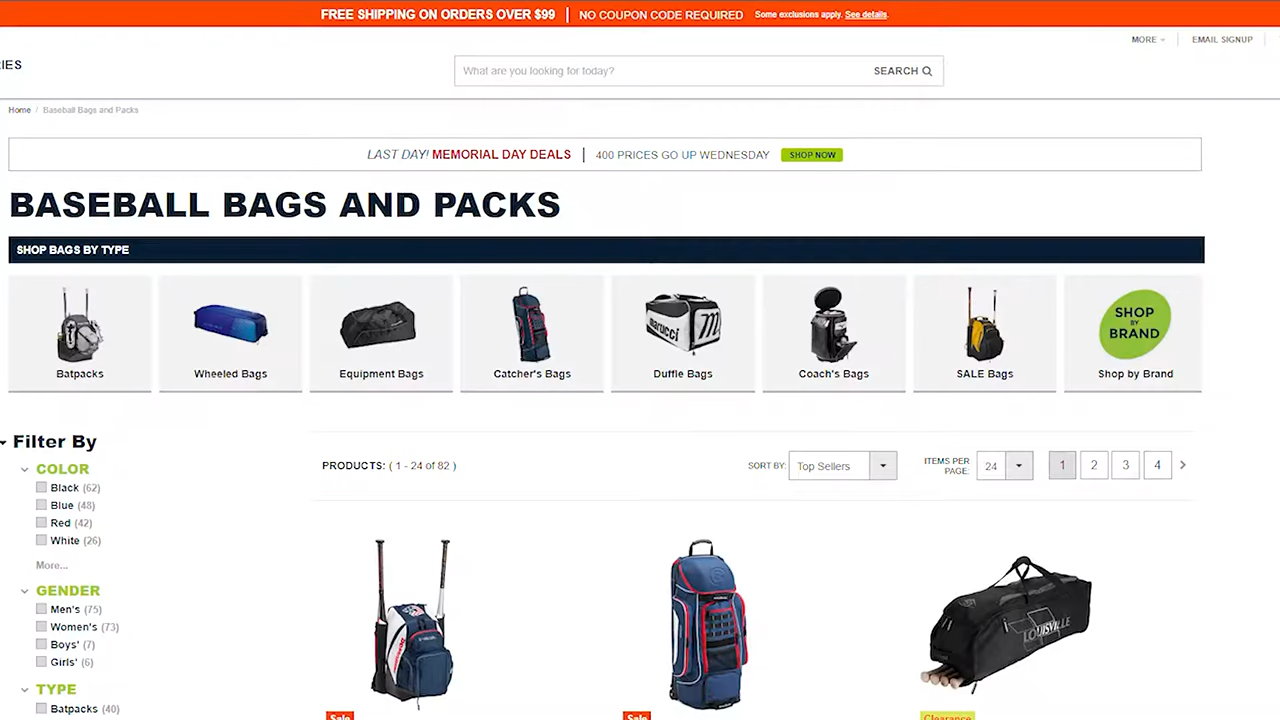 FREE SHIPPING ON ORDERS OVER $99 | NO COUPON CODE REQUIRED Some exclusions apply. See details.
MORE EMAIL SIGNUP
IES
What are you looking for today? SEARCH
Home / Baseball Bags and Packs
LAST DAY! MEMORIAL DAY DEALS | 400 PRICES GO UP WEDNESDAY SHOP NOW
BASEBALL BAGS AND PACKS
SHOP BAGS BY TYPE
marucci
SHOP
BY
BRAND
Batpacks Wheeled Bags Equipment Bags Catcher's Bags Duffle Bags Coach's Bags SALE Bags Shop by Brand
Filter By
PRODUCTS: ( 1 - 24 of 82 ) SORT BY: Top Sellers ITEMS PER PAGE: 24 1 2 3 4
COLOR
Black (62)
Blue (48)
Red (42)
White (26)
More...
GENDER
Men's (75)
Women's (73)
Boys' (7)
Girls' (6)
TYPE
Batpacks (40)
LOUISVILLE
Sale Sale Clearance